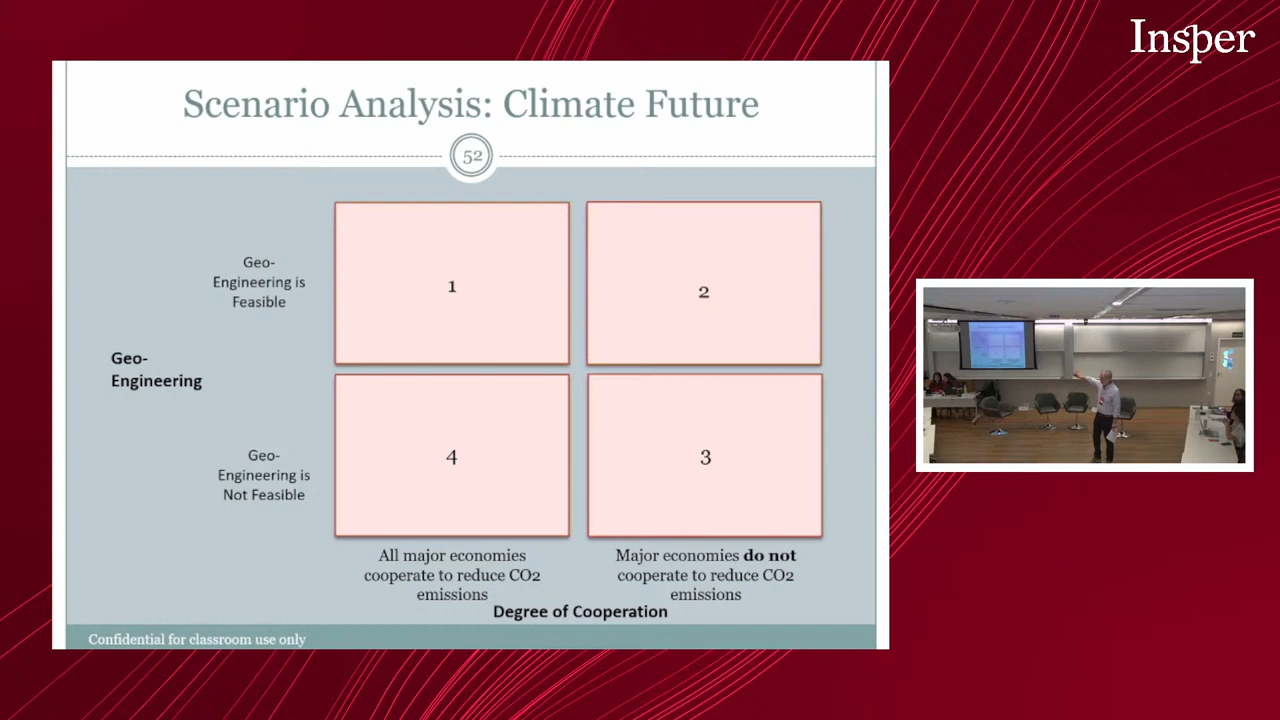 Insper
Scenario Analysis: Climate Future
52
Geo-
Engineering is
Feasible
1
2
Geo-
Engineering
Geo-
Engineering is
Not Feasible
4
3
All major economies
cooperate to reduce CO2
emissions
Major economies do not
cooperate to reduce CO2
emissions
Degree of Cooperation
Confidential for classroom use only